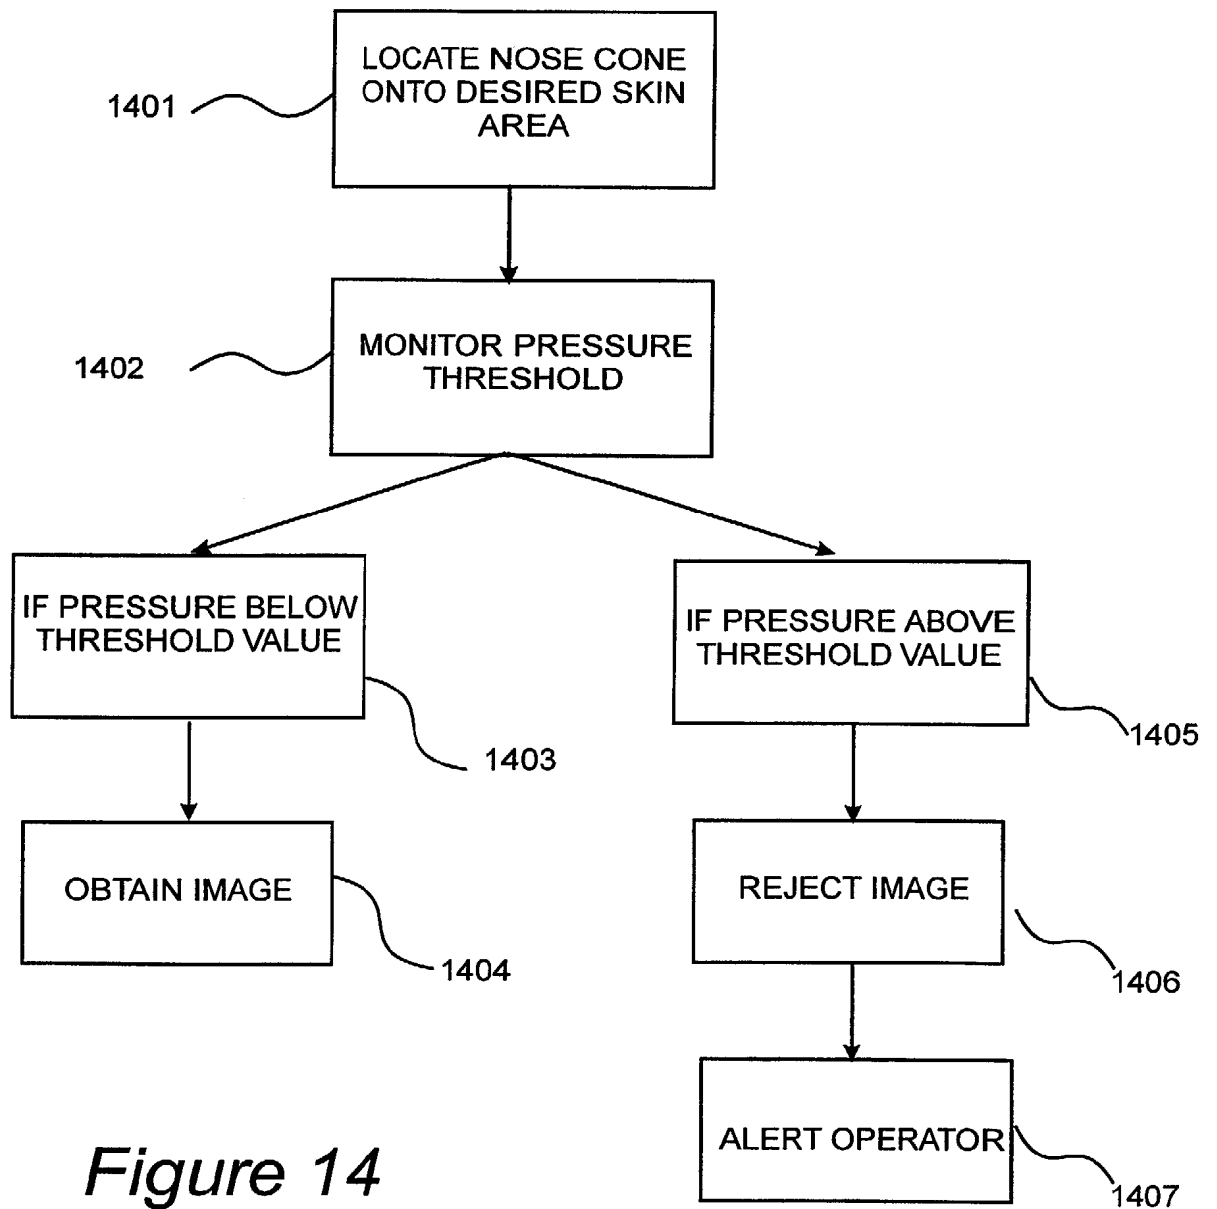 LOCATE NOSE CONE
ONTO DESIRED SKIN
AREA
1401
MONITOR PRESSURE
THRESHOLD
1402
IF PRESSURE BELOW
THRESHOLD VALUE
1403
IF PRESSURE ABOVE
THRESHOLD VALUE
1405
OBTAIN IMAGE
1404
REJECT IMAGE
1406
ALERT OPERATOR
1407
Figure 14